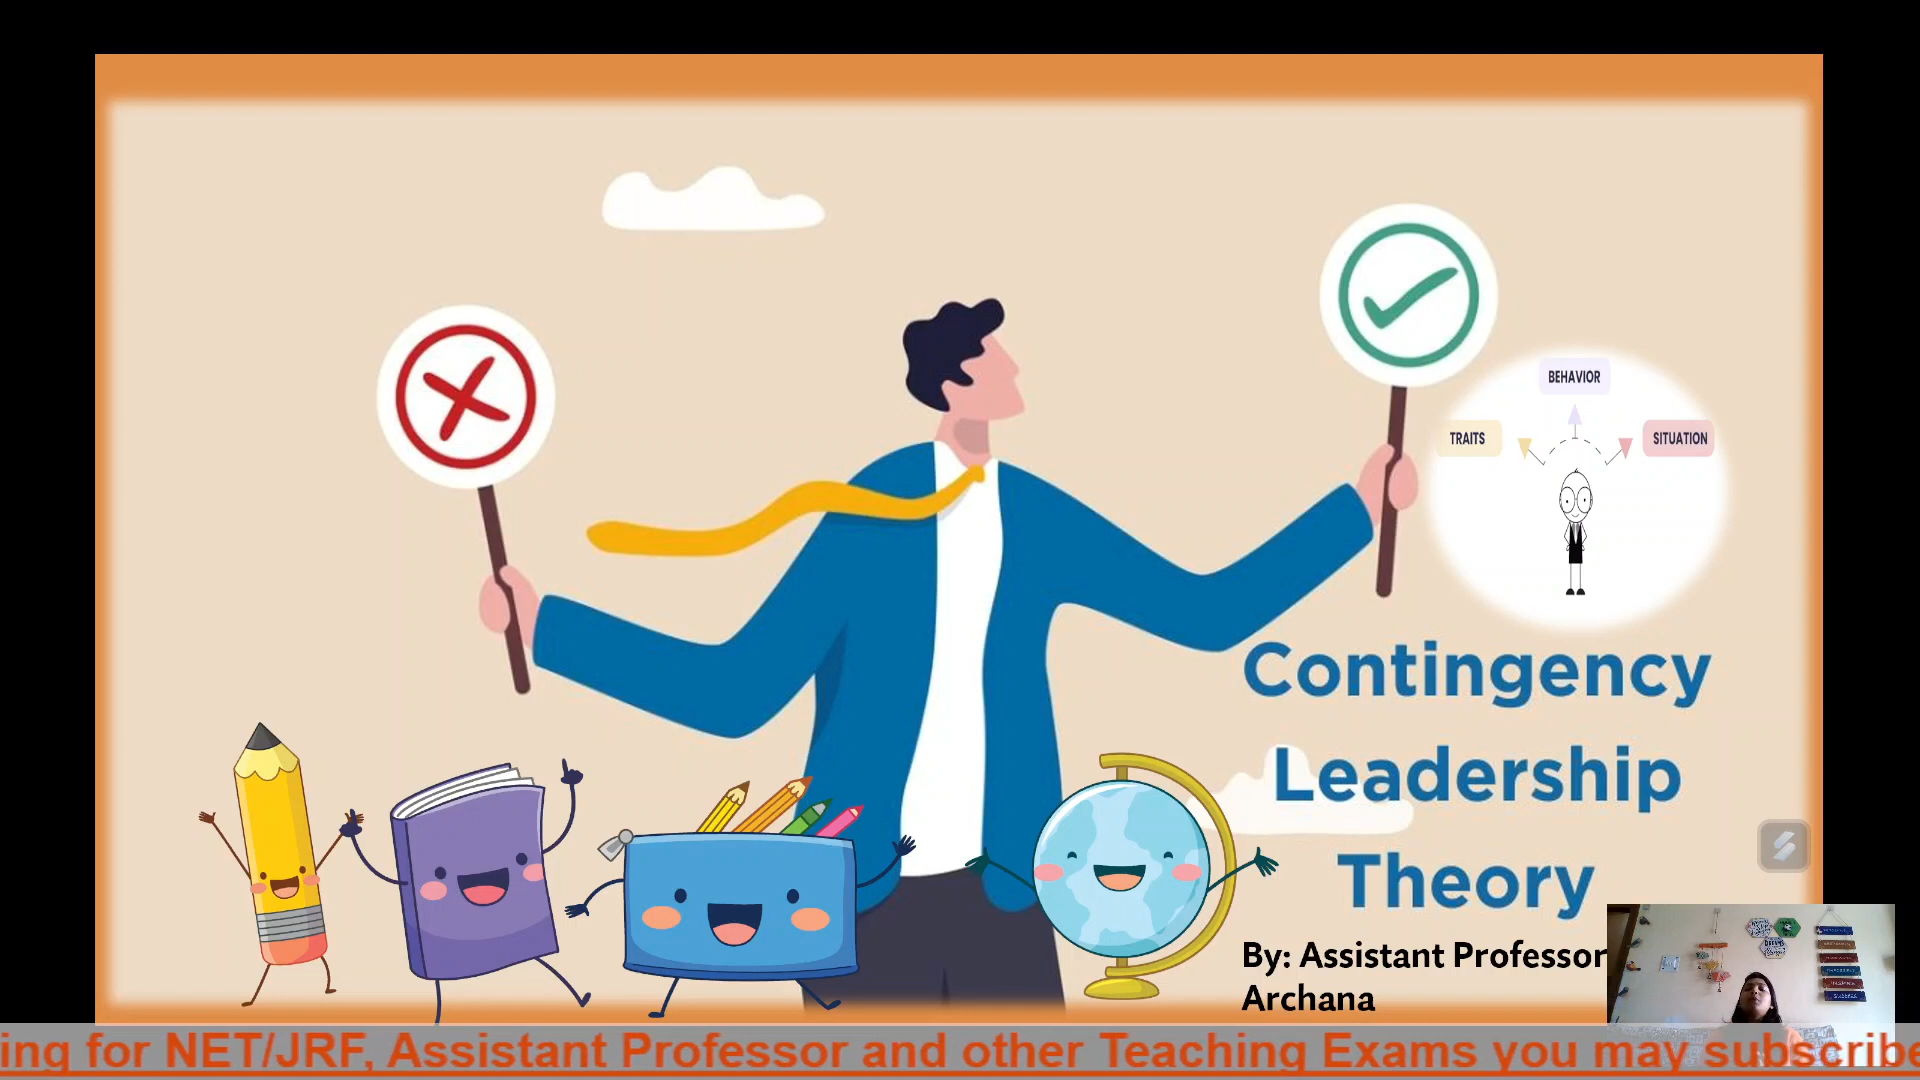 BEHAVIOR
TRAITS
SITUATION
Contingency
Leadership
Theory
By: Assistant Professor
Archana
ing for NET/JRF, Assistant Professor and other Teaching Exams you may subscribe